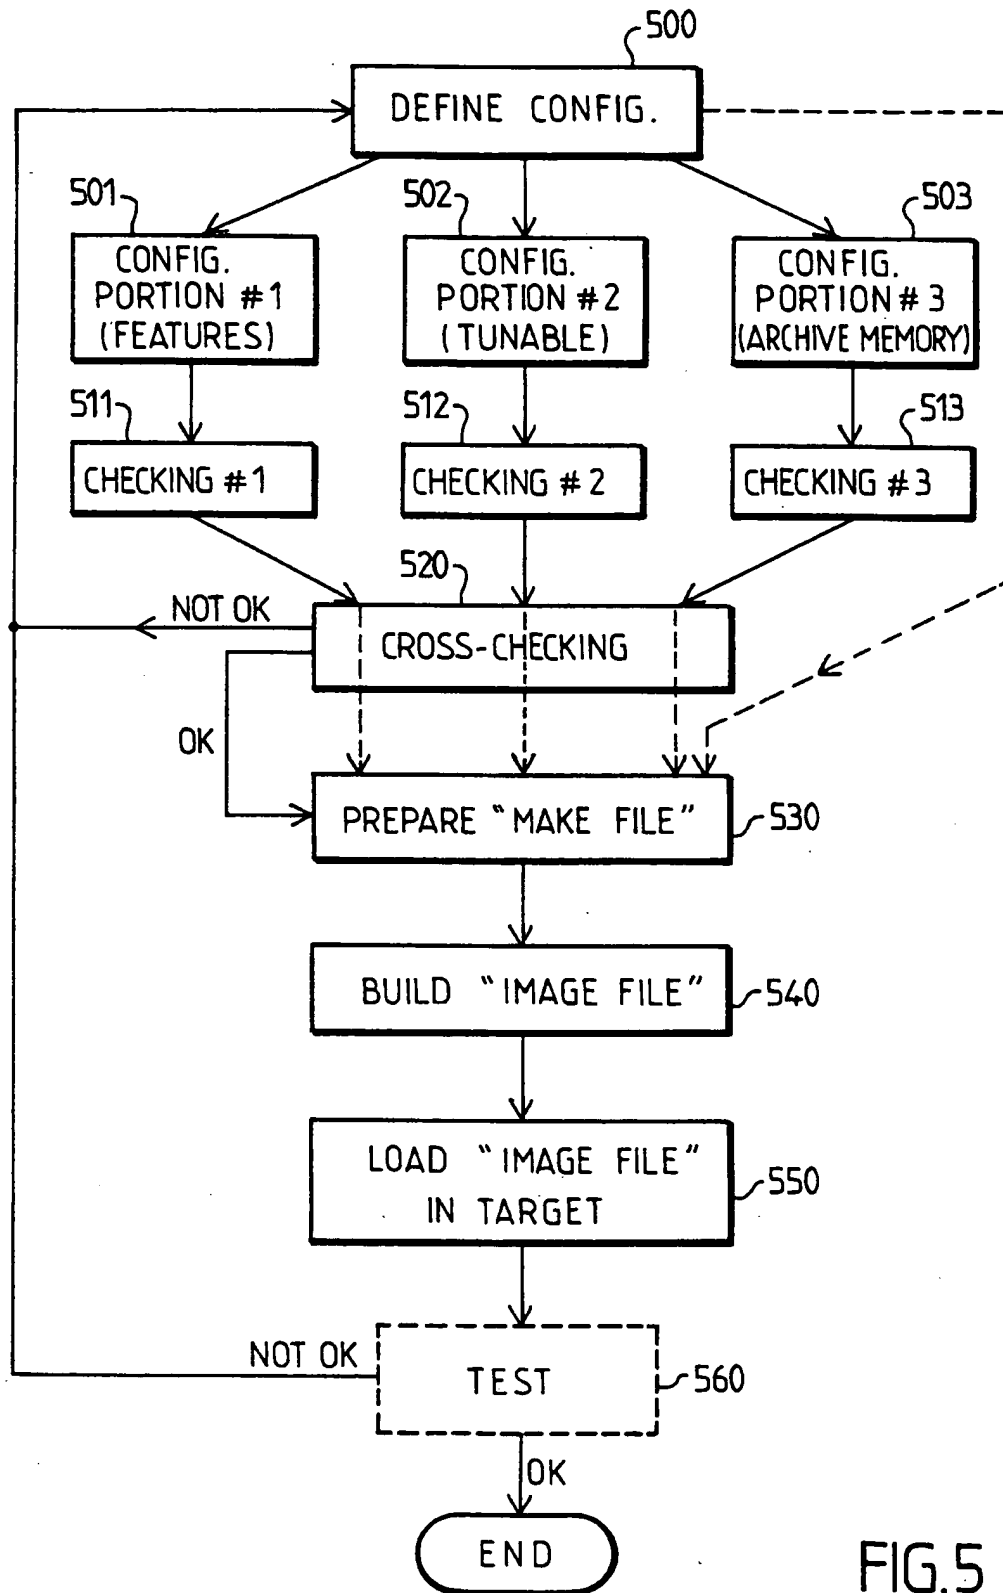 500
DEFINE CONFIG.
501
502
503
CONFIG.
PORTION #1
(FEATURES)
CONFIG.
PORTION #2
(TUNABLE)
CONFIG.
PORTION #3
(ARCHIVE MEMORY)
511
512
513
CHECKING #1
CHECKING #2
CHECKING #3
520
NOT OK
CROSS-CHECKING
OK
PREPARE "MAKE FILE"
530
BUILD "IMAGE FILE"
540
LOAD "IMAGE FILE"
IN TARGET
550
NOT OK
TEST
560
OK
END
FIG.5